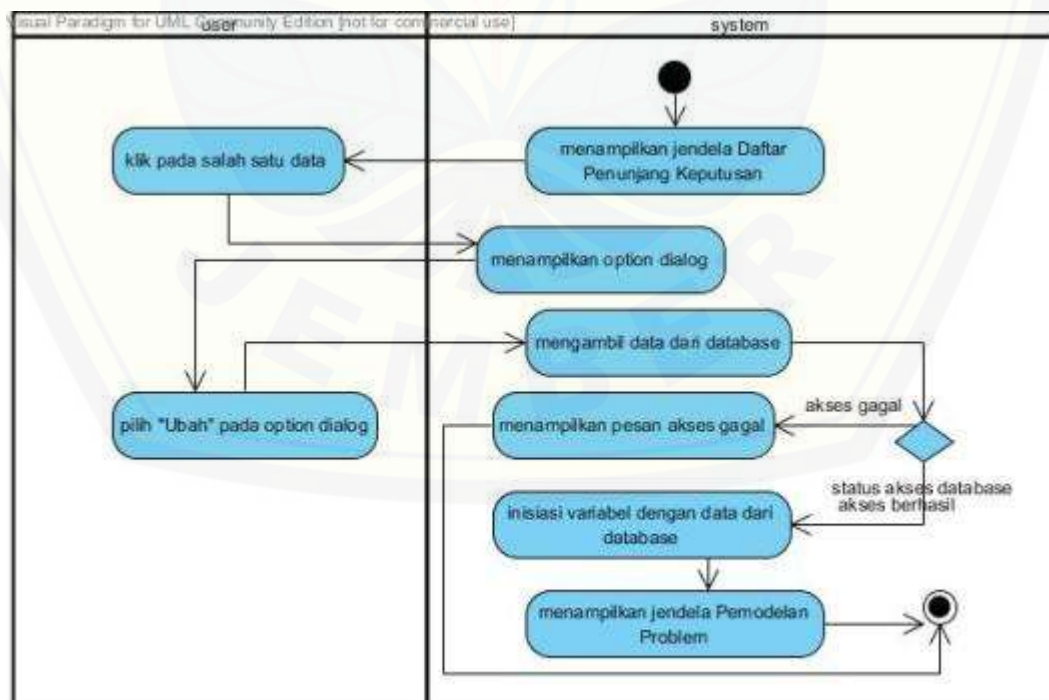 Visual Paradigm for UML Community Edition [not for commercial use]
user
system
klik pada salah satu data
menampilkan jendela Daftar
Penunjang Keputusan
menampilkan option dialog
mengambil data dari database
pilih "Ubah" pada option dialog
menampilkan pesan akses gagal
akses gagal
status akses database
akses berhasil
inisiasi variabel dengan data dari
database
menampilkan jendela Pemodelan
Problem
JEMBER